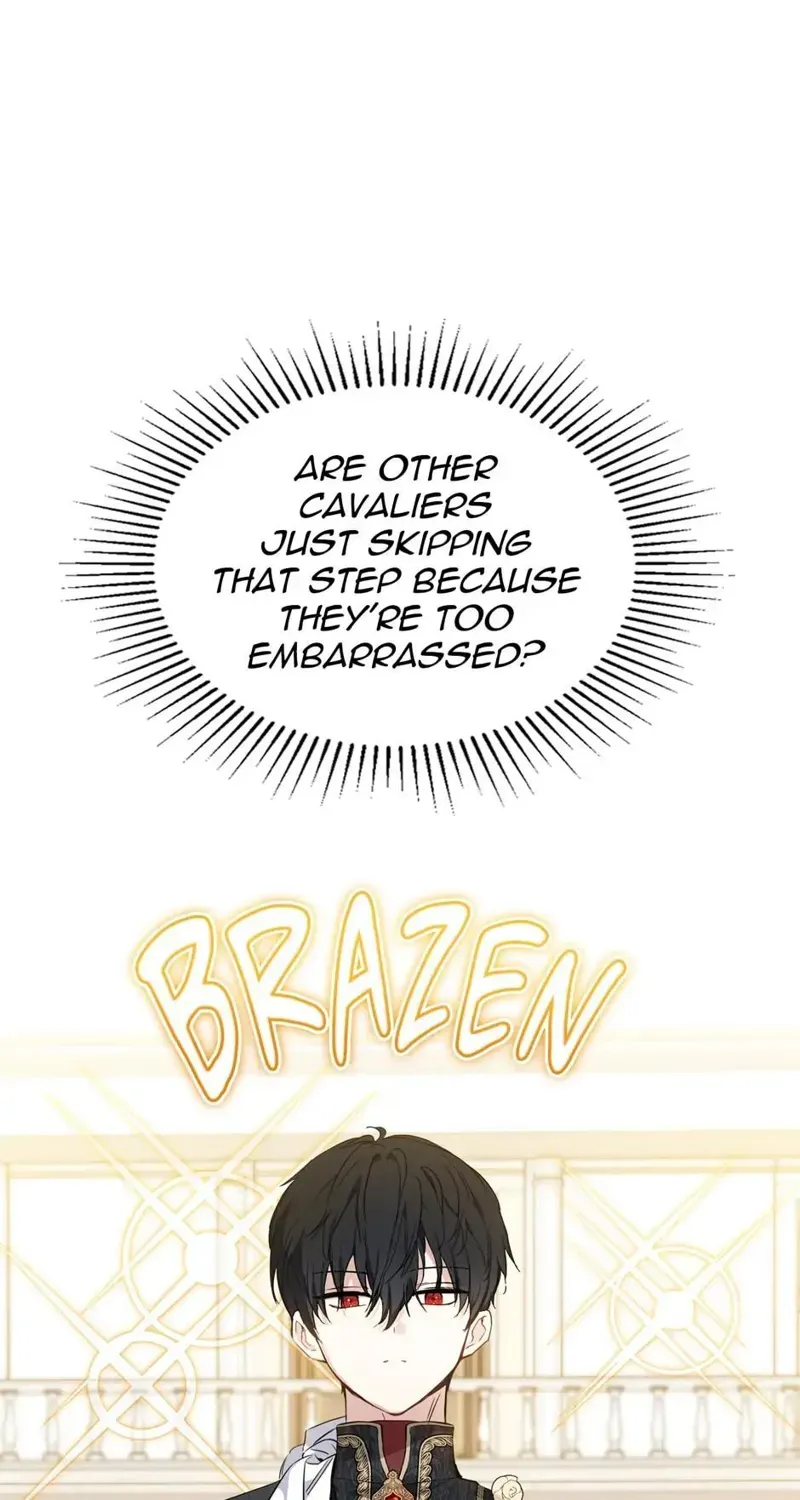 ARE OTHER
CAVALIERS
JUST SKIPPING
THAT STEP BECAUSE
THEY'RE TOO
EMBARRASSED?
BRAZEN